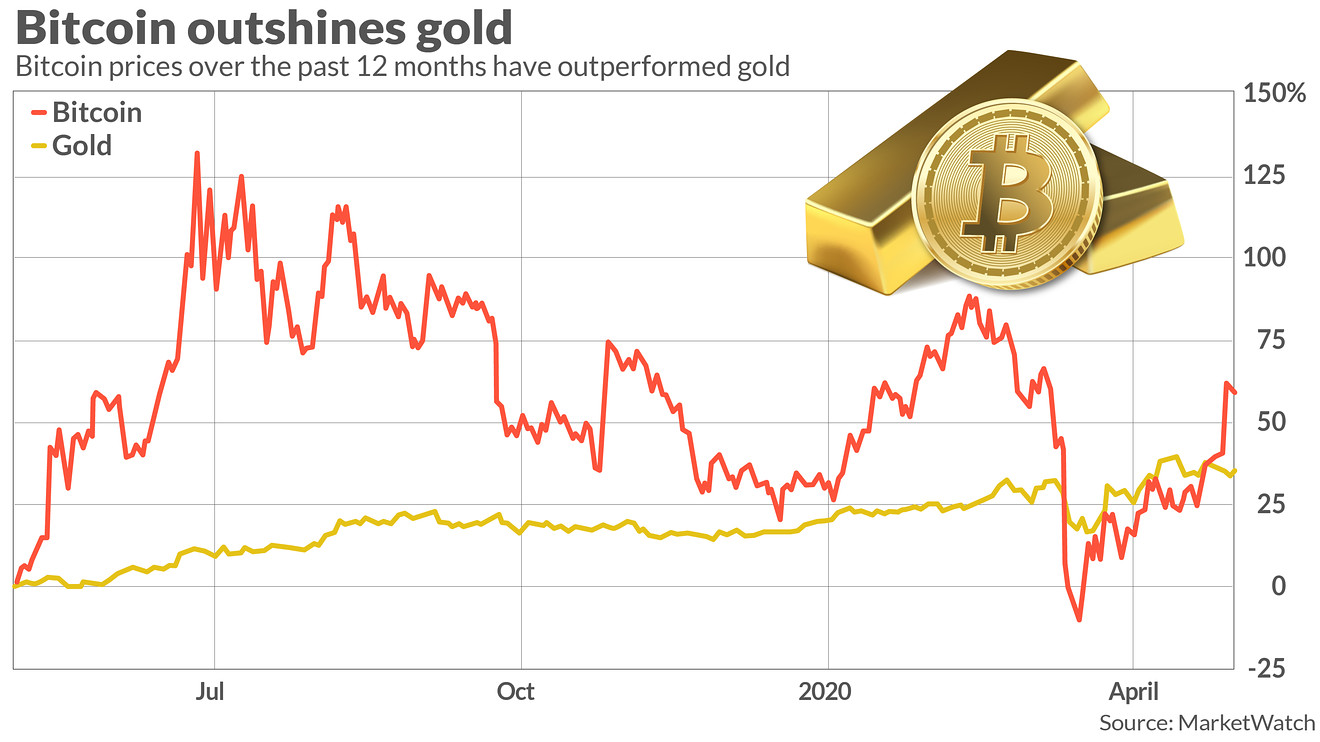 Bitcoin outshines gold
Bitcoin prices over the past 12 months have outperformed gold
Bitcoin
Gold
150%
125
100
75
50
25
0
-25
Jul Oct 2020 April
Source: MarketWatch